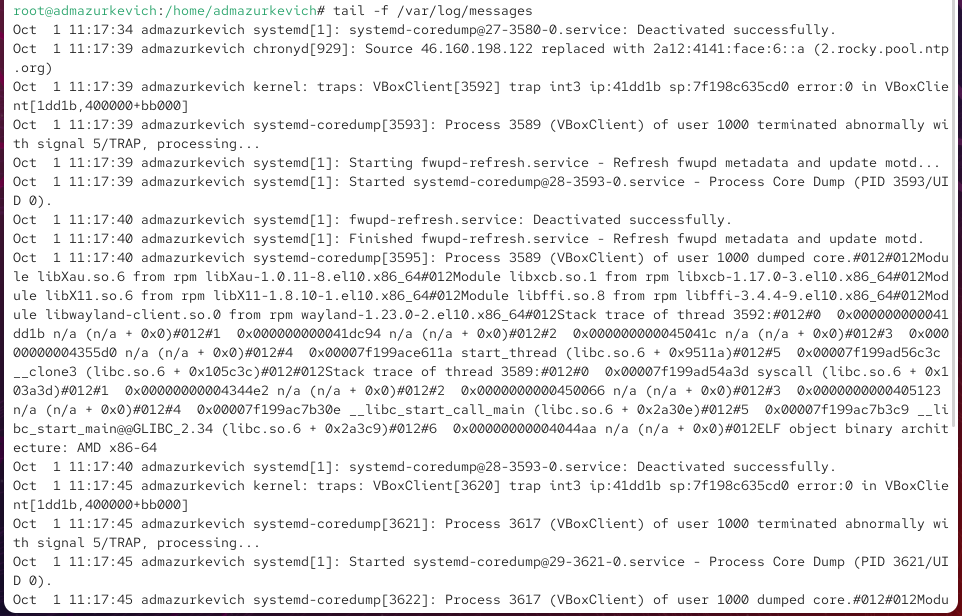 root@admazurkevich:/home/admazurkevich# tail -f /var/log/messages
Oct  1 11:17:34 admazurkevich systemd[1]: systemd-coredump@27-3580-0.service: Deactivated successfully.
Oct  1 11:17:39 admazurkevich chronyd[929]: Source 46.160.198.122 replaced with 2a12:4141:face:6::a (2.rocky.pool.ntp
.org)
Oct  1 11:17:39 admazurkevich kernel: traps: VBoxClient[3592] trap int3 ip:41dd1b sp:7f198c635cd0 error:0 in VBoxClie
nt[1dd1b,400000+bb000]
Oct  1 11:17:39 admazurkevich systemd-coredump[3593]: Process 3589 (VBoxClient) of user 1000 terminated abnormally wi
th signal 5/TRAP, processing...
Oct  1 11:17:39 admazurkevich systemd[1]: Starting fwupd-refresh.service - Refresh fwupd metadata and update motd...
Oct  1 11:17:39 admazurkevich systemd[1]: Started systemd-coredump@28-3593-0.service - Process Core Dump (PID 3593/UI
D 0).
Oct  1 11:17:40 admazurkevich systemd[1]: fwupd-refresh.service: Deactivated successfully.
Oct  1 11:17:40 admazurkevich systemd[1]: Finished fwupd-refresh.service - Refresh fwupd metadata and update motd.
Oct  1 11:17:40 admazurkevich systemd-coredump[3595]: Process 3589 (VBoxClient) of user 1000 dumped core.#012#012Modu
le libXau.so.6 from rpm libXau-1.0.11-8.el10.x86_64#012Module libxcb.so.1 from rpm libxcb-1.17.0-3.el10.x86_64#012Mod
ule libX11.so.6 from rpm libX11-1.8.10-1.el10.x86_64#012Module libffi.so.8 from rpm libffi-3.4.4-9.el10.x86_64#012Mod
ule libwayland-client.so.0 from rpm wayland-1.23.0-2.el10.x86_64#012Stack trace of thread 3592:#012#0  0x000000000041
dd1b n/a (n/a + 0x0)#012#1  0x000000000041dc94 n/a (n/a + 0x0)#012#2  0x000000000045041c n/a (n/a + 0x0)#012#3  0x000
00000004355d0 n/a (n/a + 0x0)#012#4  0x00007f199ace611a start_thread (libc.so.6 + 0x9511a)#012#5  0x00007f199ad56c3c
__clone3 (libc.so.6 + 0x105c3c)#012#012Stack trace of thread 3589:#012#0  0x00007f199ad54a3d syscall (libc.so.6 + 0x1
03a3d)#012#1  0x00000000004344e2 n/a (n/a + 0x0)#012#2  0x0000000000450066 n/a (n/a + 0x0)#012#3  0x0000000000405123
n/a (n/a + 0x0)#012#4  0x00007f199ac7b30e __libc_start_call_main (libc.so.6 + 0x2a30e)#012#5  0x00007f199ac7b3c9 __li
bc_start_main@@GLIBC_2.34 (libc.so.6 + 0x2a3c9)#012#6  0x00000000004044aa n/a (n/a + 0x0)#012ELF object binary archit
ecture: AMD x86-64
Oct  1 11:17:40 admazurkevich systemd[1]: systemd-coredump@28-3593-0.service: Deactivated successfully.
Oct  1 11:17:45 admazurkevich kernel: traps: VBoxClient[3620] trap int3 ip:41dd1b sp:7f198c635cd0 error:0 in VBoxClie
nt[1dd1b,400000+bb000]
Oct  1 11:17:45 admazurkevich systemd-coredump[3621]: Process 3617 (VBoxClient) of user 1000 terminated abnormally wi
th signal 5/TRAP, processing...
Oct  1 11:17:45 admazurkevich systemd[1]: Started systemd-coredump@29-3621-0.service - Process Core Dump (PID 3621/UI
D 0).
Oct  1 11:17:45 admazurkevich systemd-coredump[3622]: Process 3617 (VBoxClient) of user 1000 dumped core.#012#012Modu